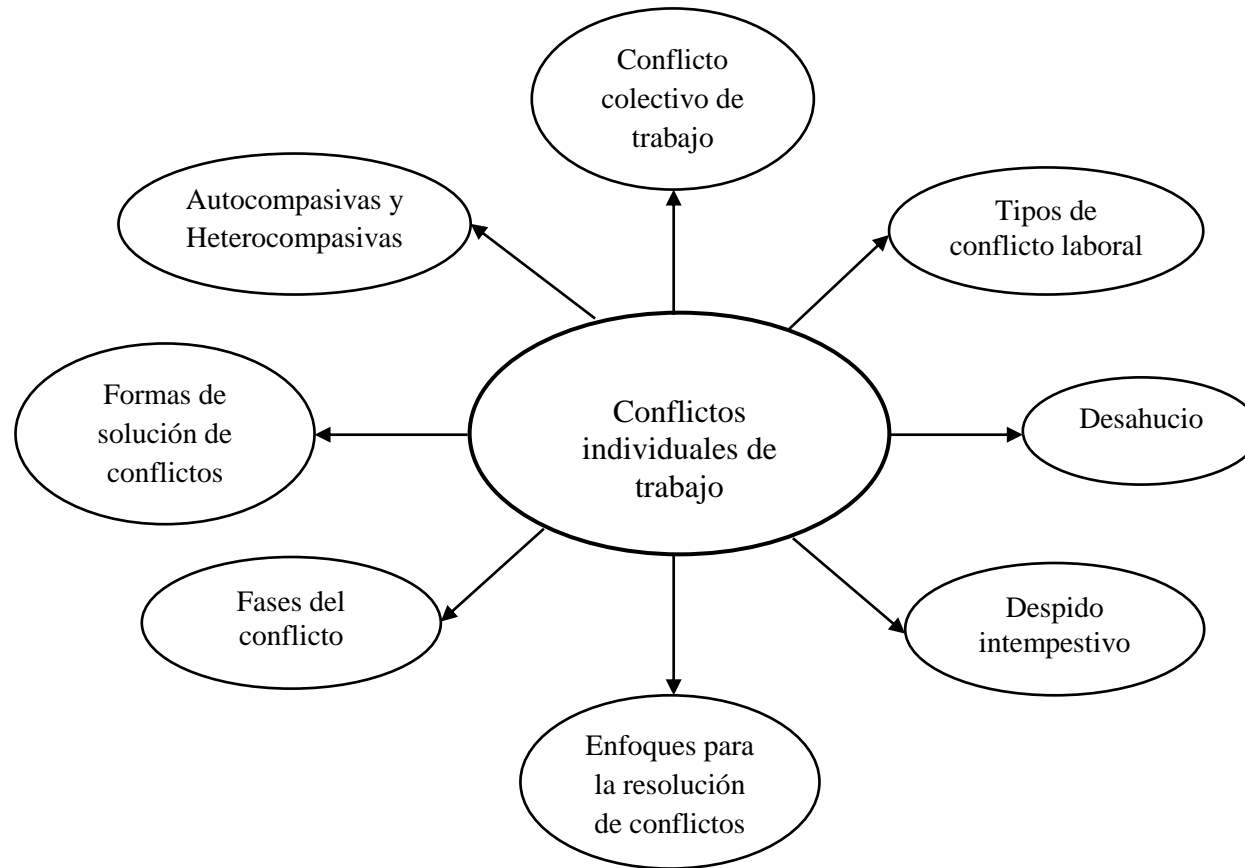 Conflicto
colectivo de
trabajo
Autocompasivas y
Heterocompasivas
Tipos de
conflicto laboral
Formas de
solución de
conflictos
Conflictos
individuales de
trabajo
Desahucio
Fases del
conflicto
Despido
intempestivo
Enfoques para
la resolución
de conflictos